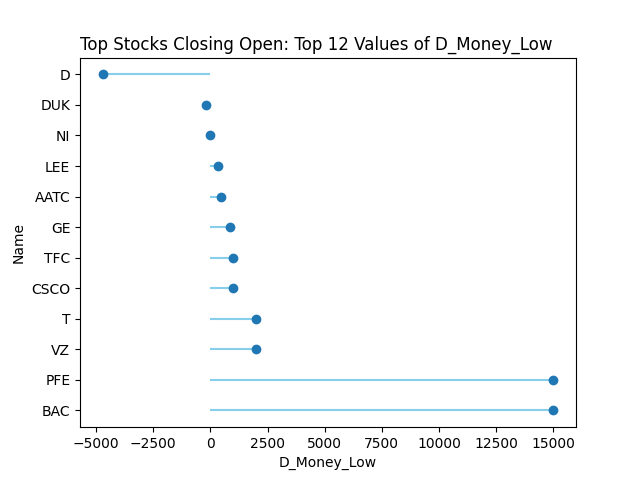 Top Stocks Closing Open: Top 12 Values of D_Money_Low
D
DUK
NI
LEE
AATC
GE
TFC
CSCO
T
VZ
PFE
BAC
Name
−5000 −2500 0 2500 5000 7500 10000 12500 15000
D_Money_Low